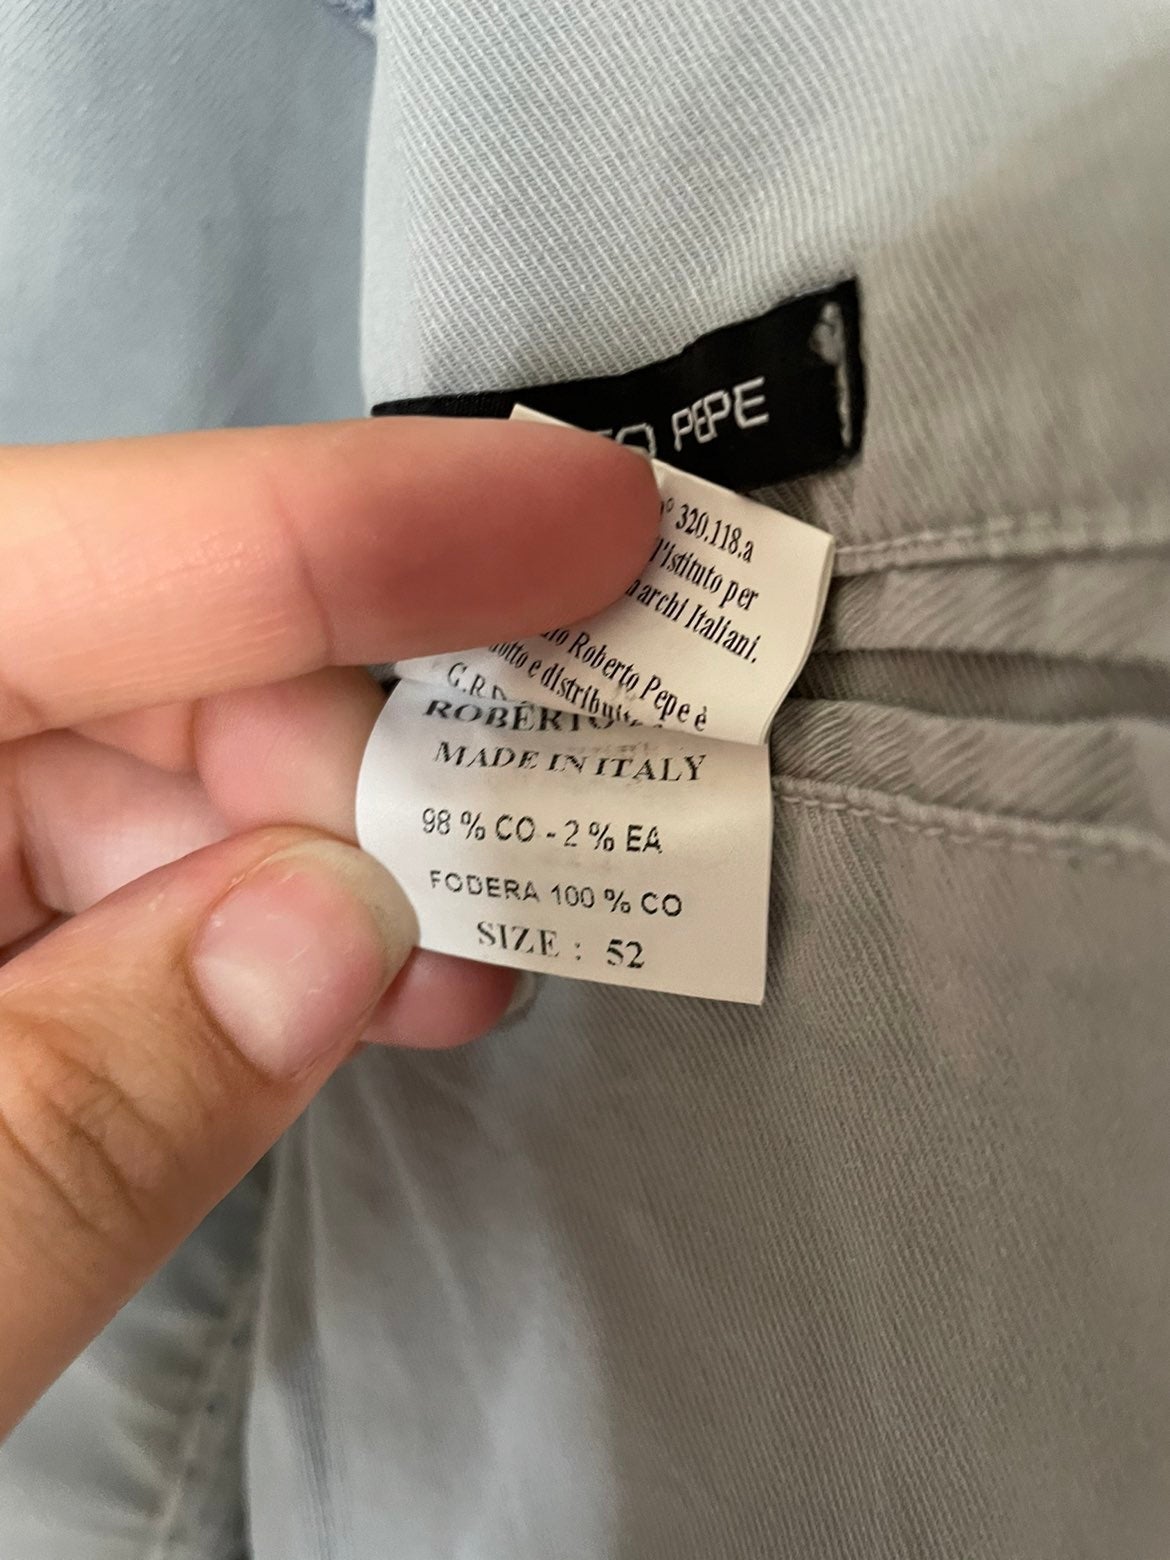 PEPE
320.118.a
l'Istituto per
Italiani.
Roberto Pepe è
e
ROBERTO
MADE IN ITALY
98 % CO - 2 % EA
FODERA 100 % CO
SIZE : 52